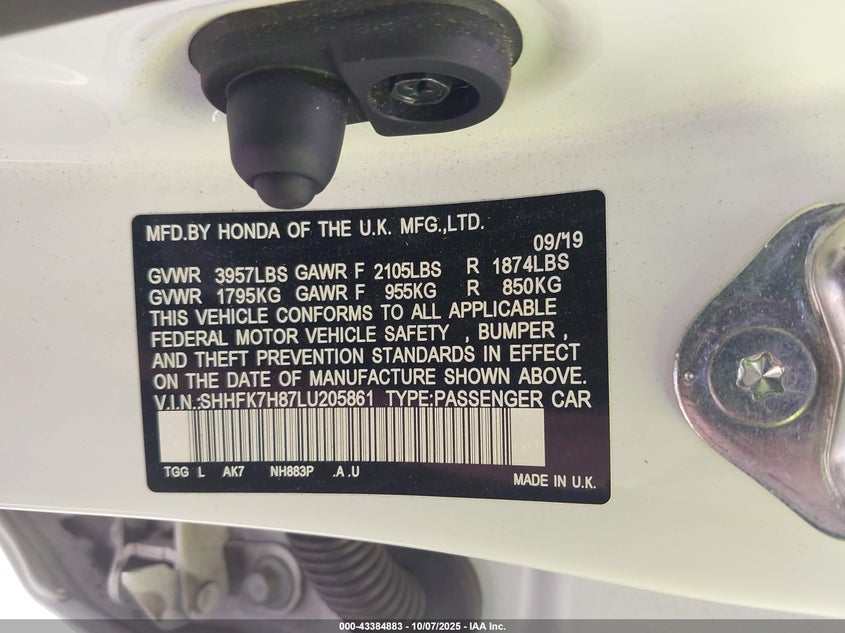 MFD.BY HONDA OF THE U.K. MFG.,LTD.
09/19
GVWR 3957LBS GAWR F 2105LBS R 1874LBS
GVWR 1795KG GAWR F 955KG R 850KG
THIS VEHICLE CONFORMS TO ALL APPLICABLE
FEDERAL MOTOR VEHICLE SAFETY , BUMPER ,
AND THEFT PREVENTION STANDARDS IN EFFECT
ON THE DATE OF MANUFACTURE SHOWN ABOVE.
V.I.N.:SHHFK7H87LU205861 TYPE:PASSENGER CAR
TGG L AK7 NH883P .A .U
MADE IN U.K.
000-43384883 - 10/07/2025 - IAA Inc.